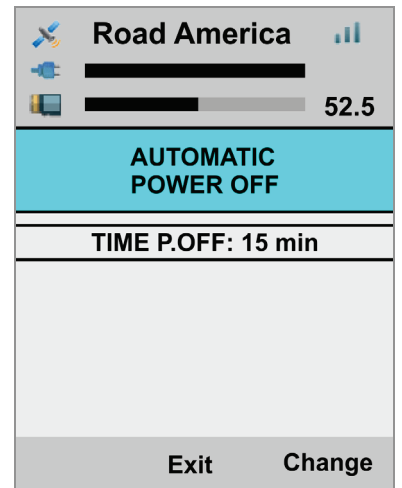 Road America
52.5
AUTOMATIC
POWER OFF
TIME P.OFF: 15 min
Exit Change